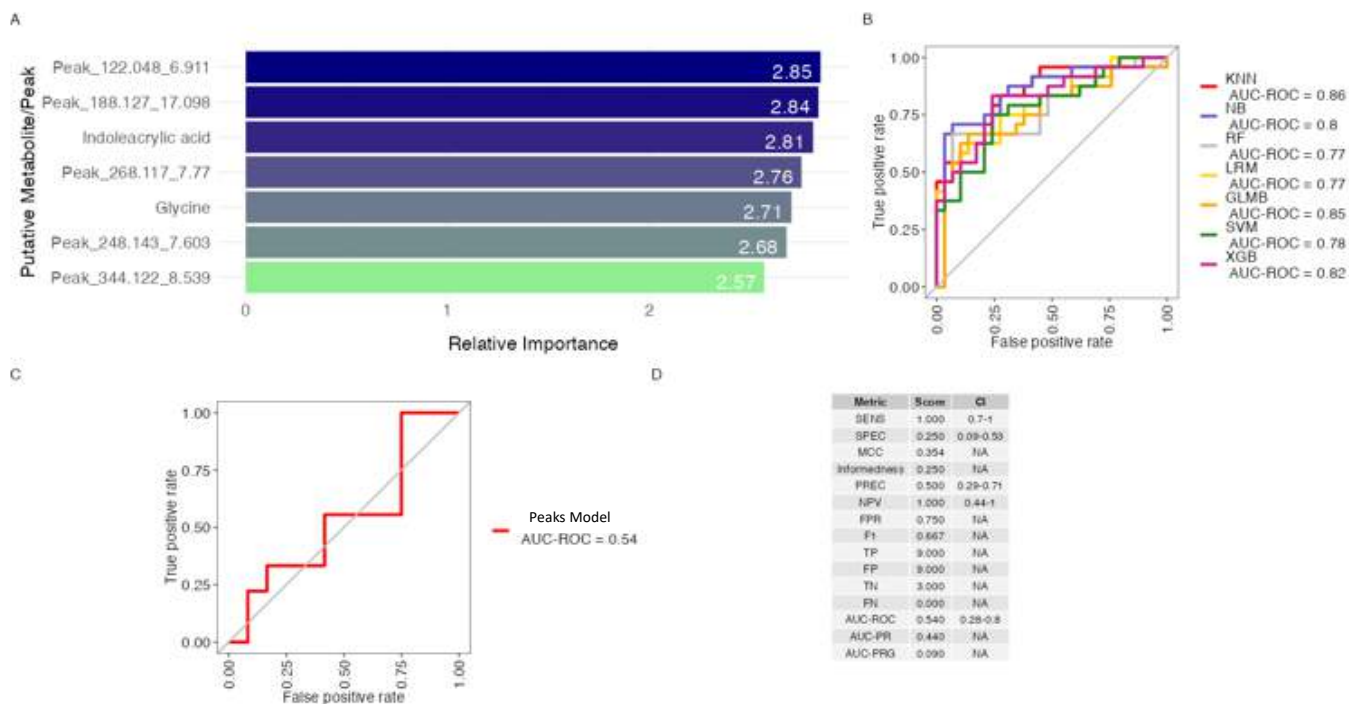 A
Putative Metabolite/Peak
Peak_122.048_6.911
2.85
Peak_188.127_17.098
2.84
Indoleacrylic acid
2.81
Peak_268.117_7.77
2.76
Glycine
2.71
Peak_248.143_7.603
2.68
Peak_344.122_8.539
2.57
0
1
2
Relative Importance
B
True positive rate
1.00
0.75
0.50
0.25
0.00
0.00
0.25
0.50
0.75
1.00
False positive rate
KNN
AUC-ROC = 0.86
NB
AUC-ROC = 0.8
RF
AUC-ROC = 0.77
LRM
AUC-ROC = 0.77
GLMB
AUC-ROC = 0.85
SVM
AUC-ROC = 0.78
XGB
AUC-ROC = 0.82
C
True positive rate
1.00
0.75
0.50
0.25
0.00
0.00
0.25
0.50
0.75
1.00
False positive rate
Peaks Model
AUC-ROC = 0.54
D
Metric Score CI
SENS 1.000 0.7-1
SPEC 0.250 0.09-0.53
MCC 0.354 NA
Informedness 0.250 NA
PREC 0.500 0.29-0.71
NPV 1.000 0.44-1
FPR 0.750 NA
F1 0.667 NA
TP 9.000 NA
FP 9.000 NA
TN 3.000 NA
FN 0.000 NA
AUC-ROC 0.540 0.28-0.8
AUC-PR 0.440 NA
AUC-PRG 0.090 NA